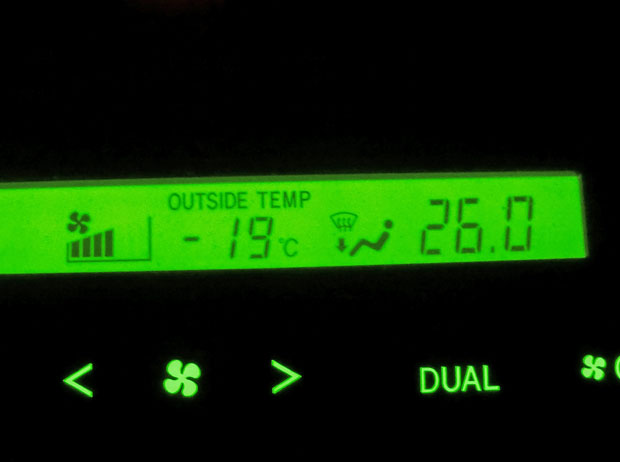 OUTSIDE TEMP
-19°C 26.0
< >
DUAL